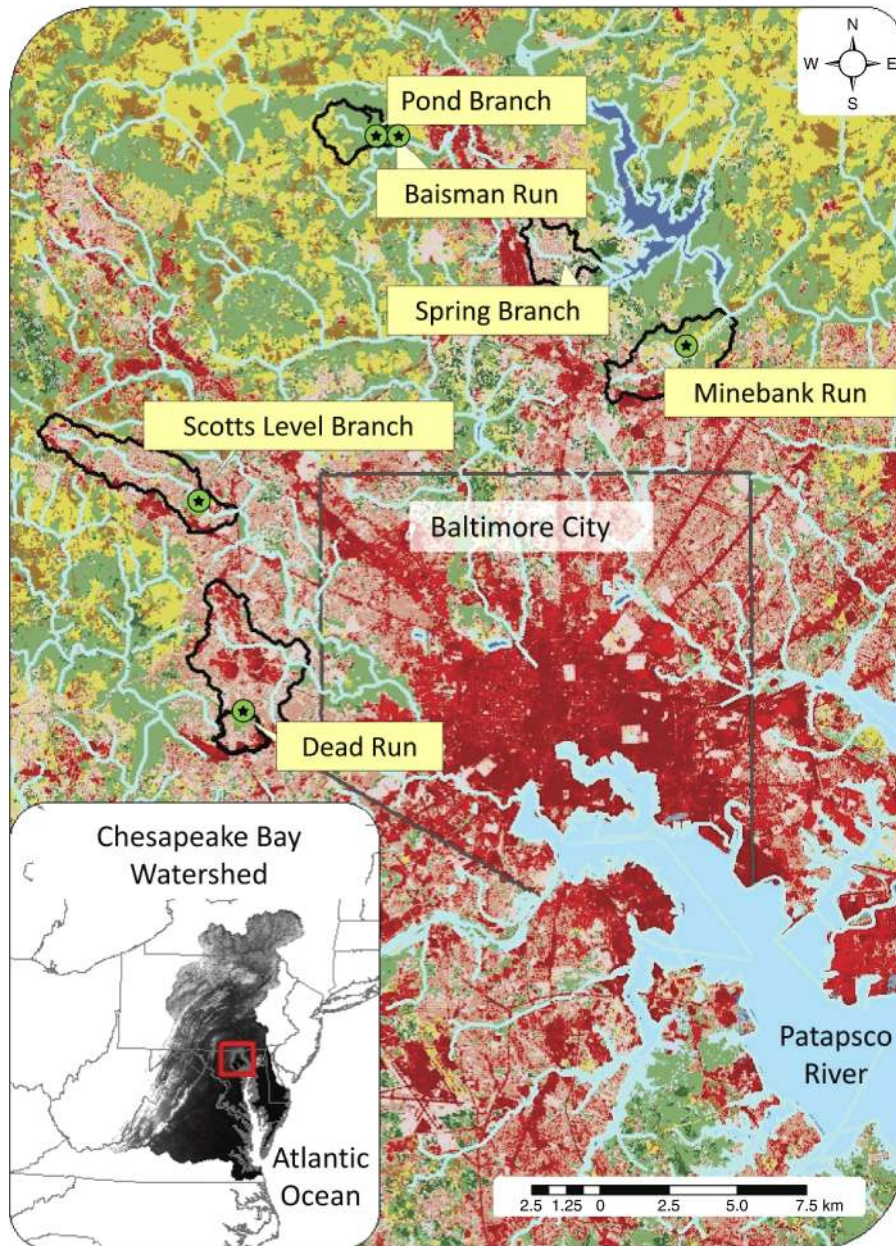 N
W E
S
Pond Branch
Baisman Run
Spring Branch
Minebank Run
Scotts Level Branch
Baltimore City
Dead Run
Chesapeake Bay
Watershed
Patapsco
River
Atlantic
Ocean
2.5 1.25 0 2.5 5.0 7.5 km